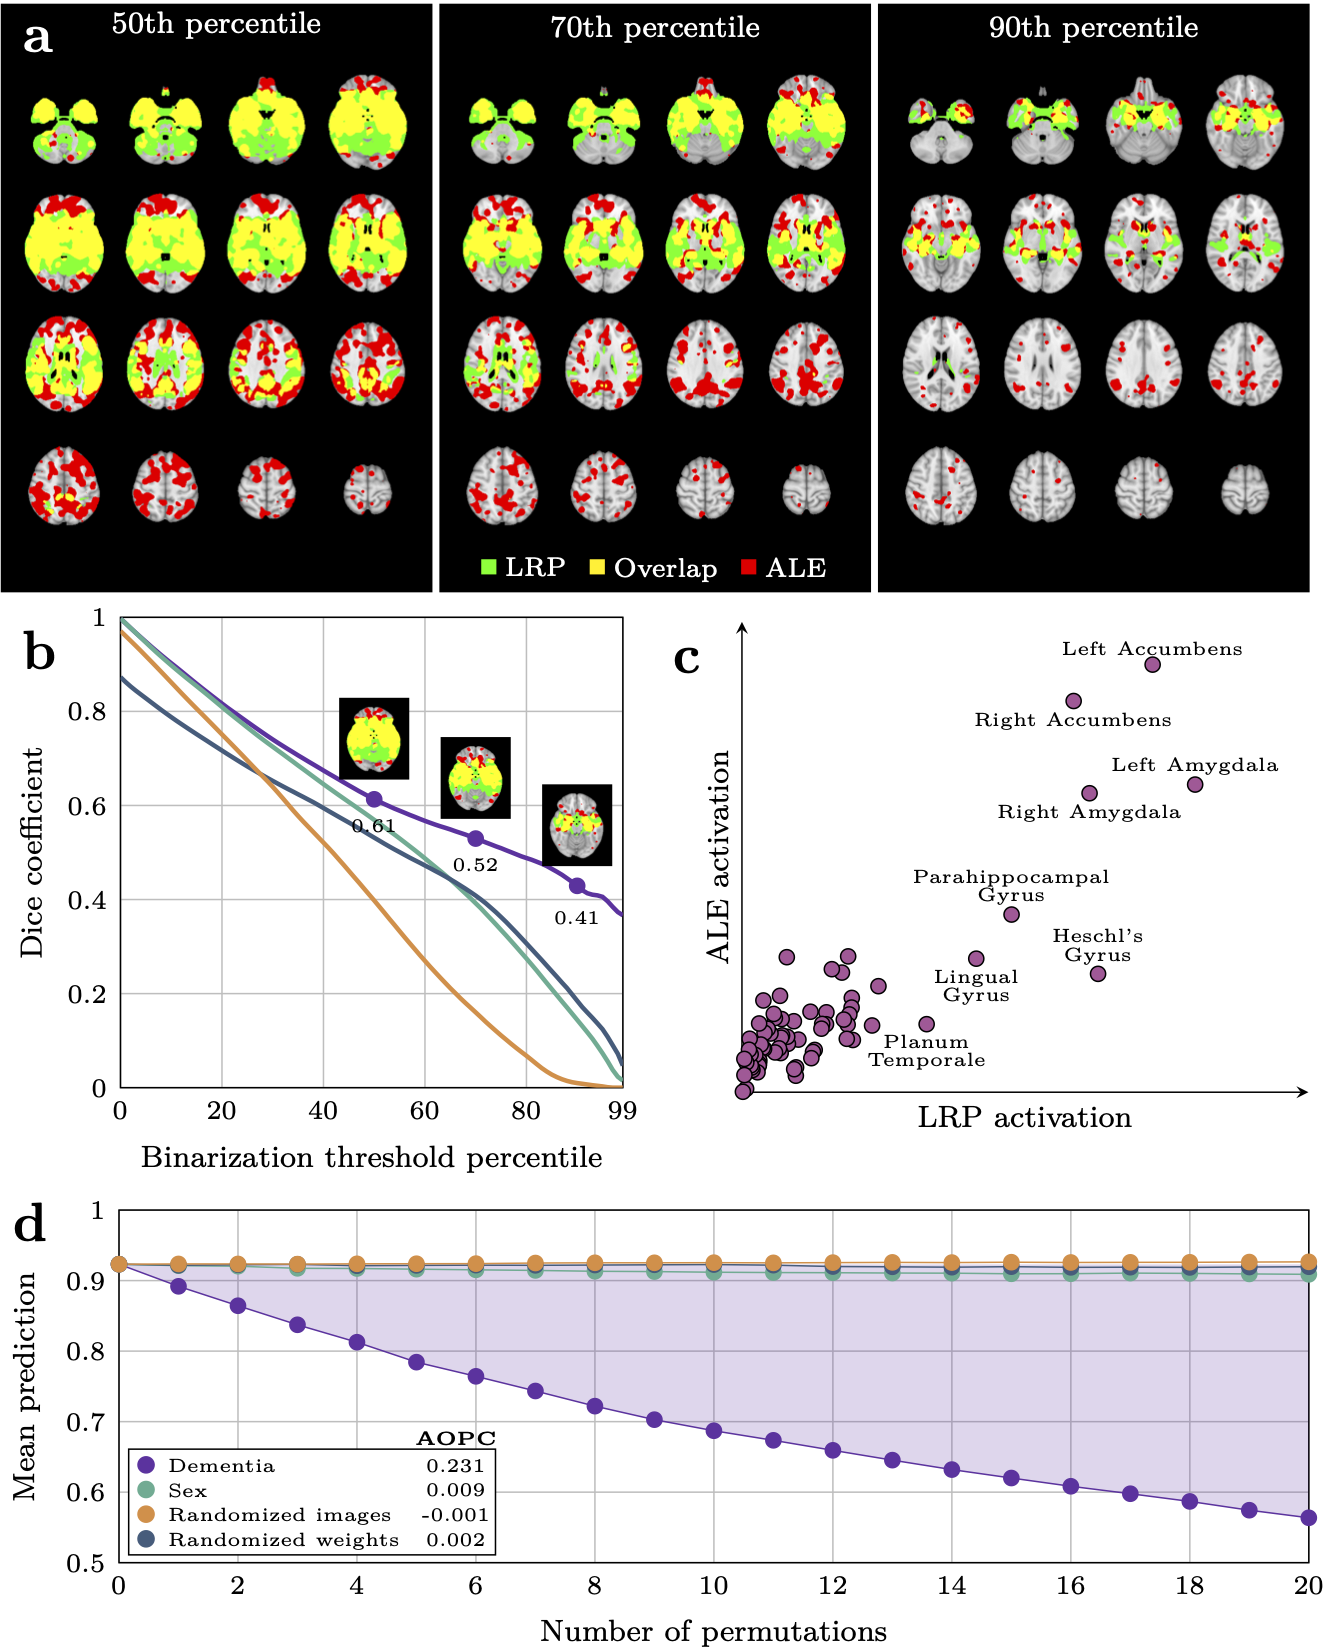 a
50th percentile
70th percentile
90th percentile
LRP
Overlap
ALE
b
1
0.8
0.6
0.4
0.2
0
Dice coefficient
0.61
0.52
0.41
0
20
40
60
80
99
Binarization threshold percentile
c
ALE activation
Left Accumbens
Right Accumbens
Left Amygdala
Right Amygdala
Parahippocampal
Gyrus
Heschl's
Gyrus
Lingual
Gyrus
Planum
Temporale
LRP activation
d
1
0.9
0.8
0.7
0.6
0.5
Mean prediction
AOPC
Dementia 0.231
Sex 0.009
Randomized images -0.001
Randomized weights 0.002
0
2
4
6
8
10
12
14
16
18
20
Number of permutations